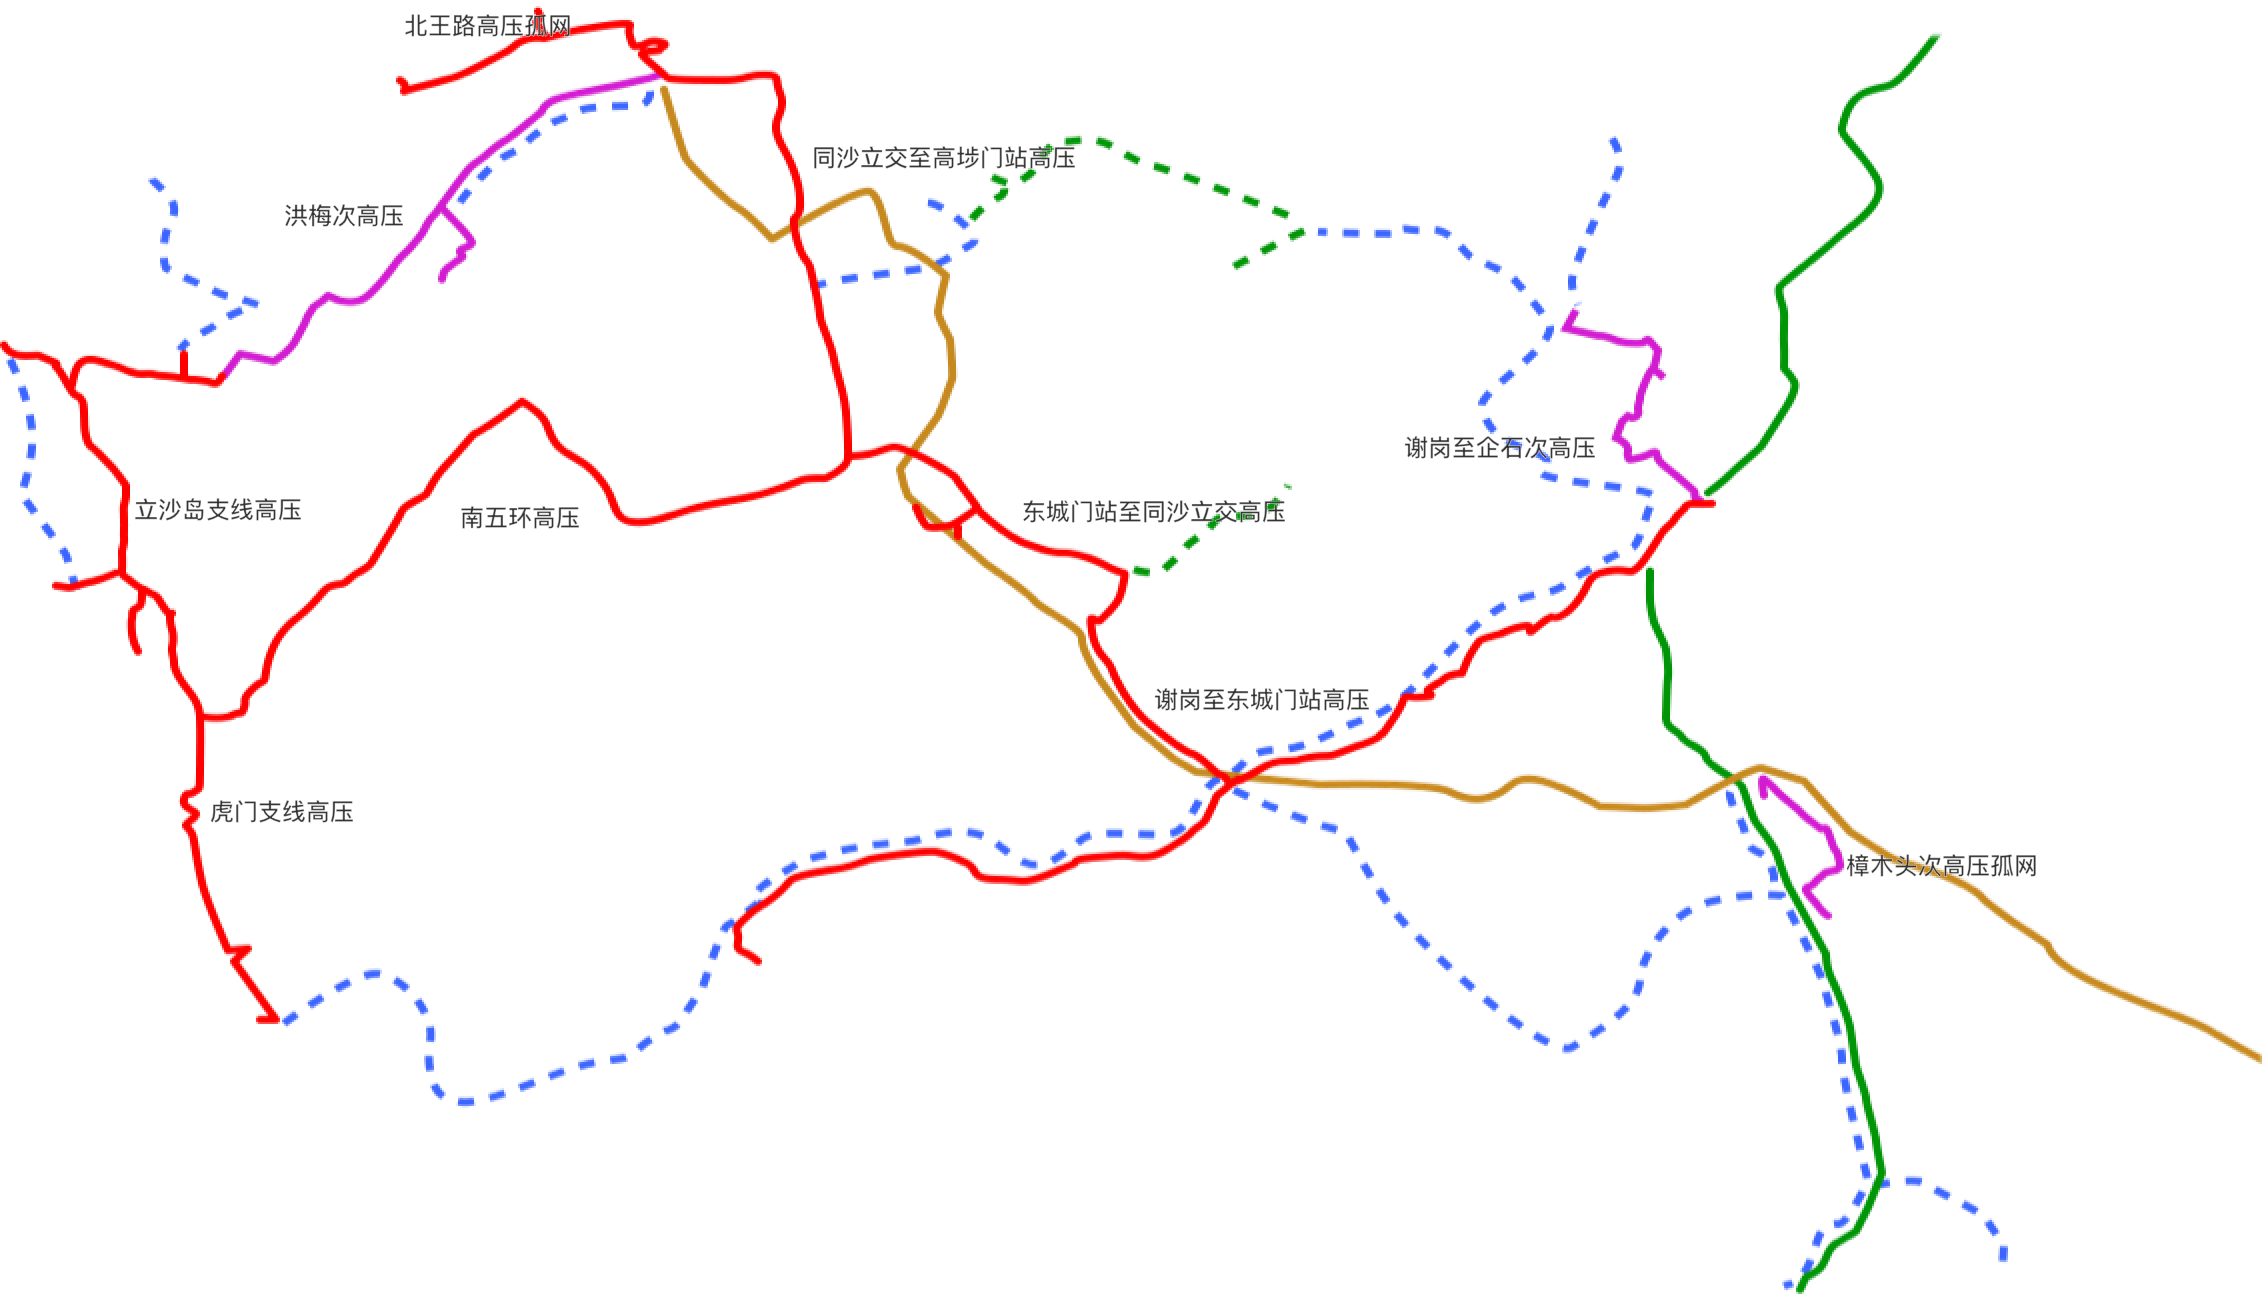 北王路高压孤网
同沙立交至高埗门站高压
洪梅次高压
谢岗至企石次高压
立沙岛支线高压
南五环高压
东城门站至同沙立交高压
谢岗至东城门站高压
虎门支线高压
樟木头次高压孤网